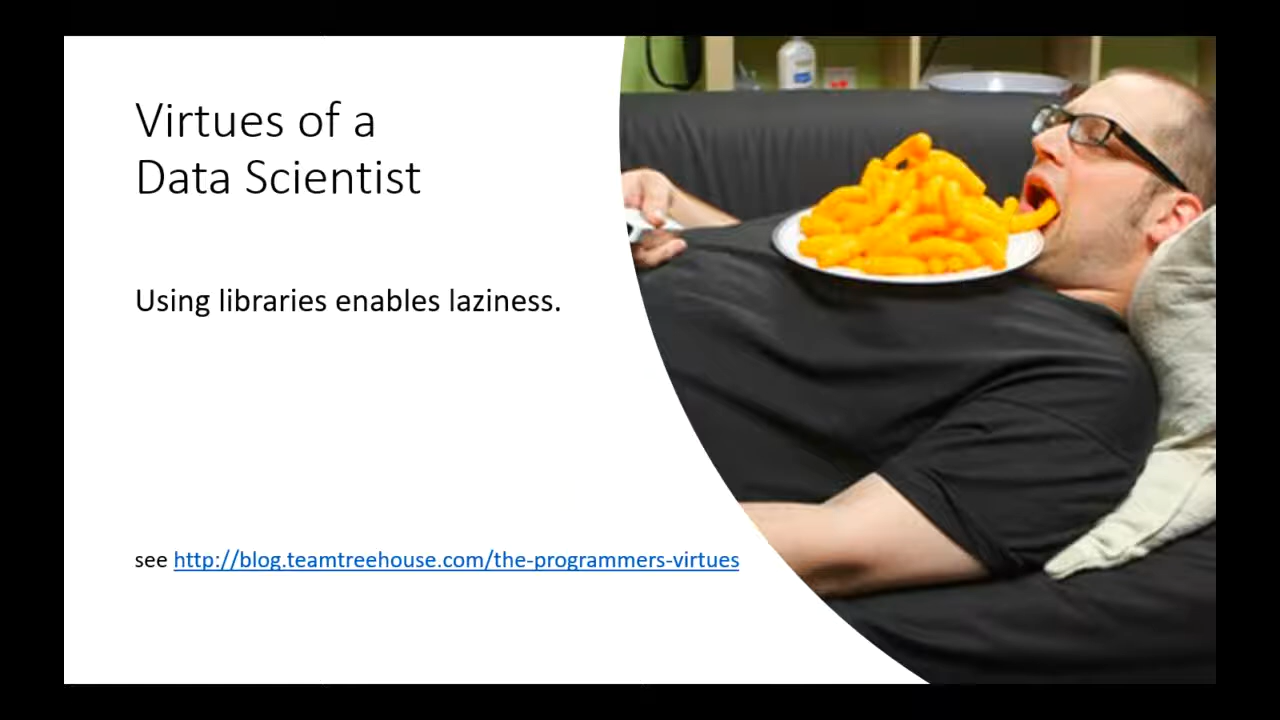 Virtues of a
Data Scientist
Using libraries enables laziness.
see http://blog.teamtreehouse.com/the-programmers-virtues